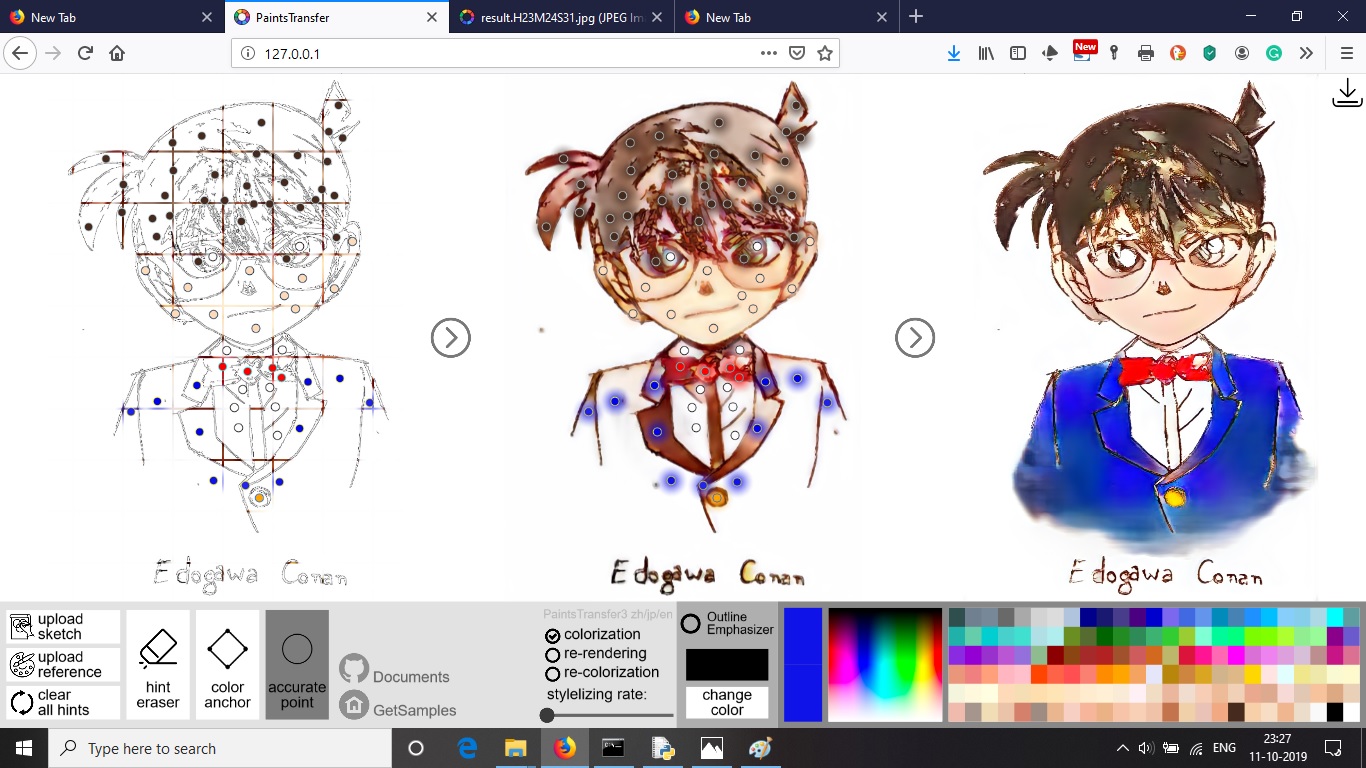 New Tab
PaintsTransfer
result.H23M24S31.jpg (JPEG Im
New Tab
127.0.0.1
New
Edogawa Conan
Edogawa Conan
Edogawa Conan
upload
sketch
upload
reference
clear
all hints
hint
eraser
color
anchor
accurate
point
Documents
GetSamples
PaintsTransfer3 zh/jp/en
colorization
re-rendering
re-colorization
stylelizing rate:
Outline
Emphasizer
change
color
Type here to search
ENG
23:27
11-10-2019